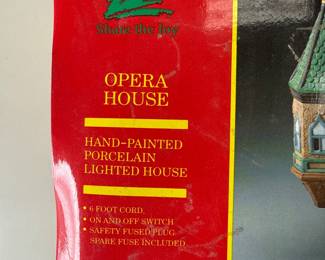 Share the Joy
OPERA
HOUSE
HAND-PAINTED
PORCELAIN
LIGHTED HOUSE
• 6 FOOT CORD.
• ON AND OFF SWITCH
• SAFETY FUSED PLUG
SPARE FUSE INCLUDED